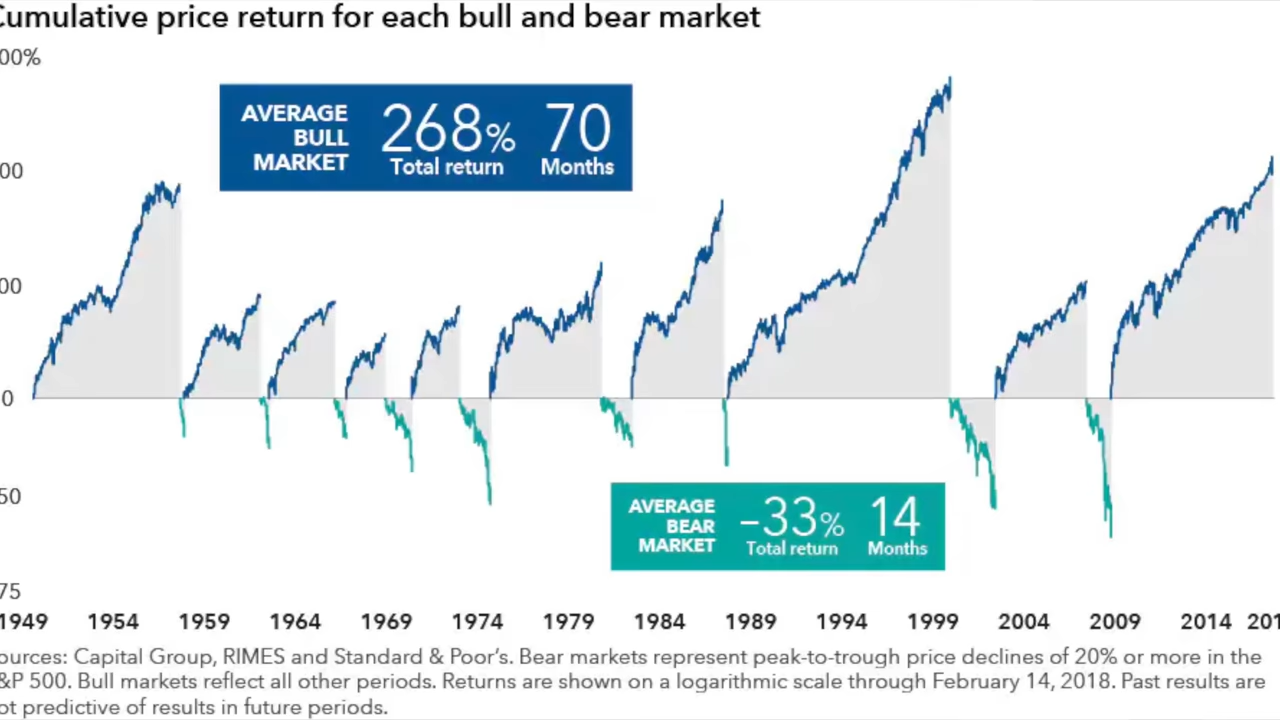 Cumulative price return for each bull and bear market
00%
AVERAGE BULL MARKET
268% Total return
70 Months
00
00
0
50
AVERAGE BEAR MARKET
-33% Total return
14 Months
75
1949 1954 1959 1964 1969 1974 1979 1984 1989 1994 1999 2004 2009 2014 201
ources: Capital Group, RIMES and Standard & Poor's. Bear markets represent peak-to-trough price declines of 20% or more in the
&P 500. Bull markets reflect all other periods. Returns are shown on a logarithmic scale through February 14, 2018. Past results are
ot predictive of results in future periods.